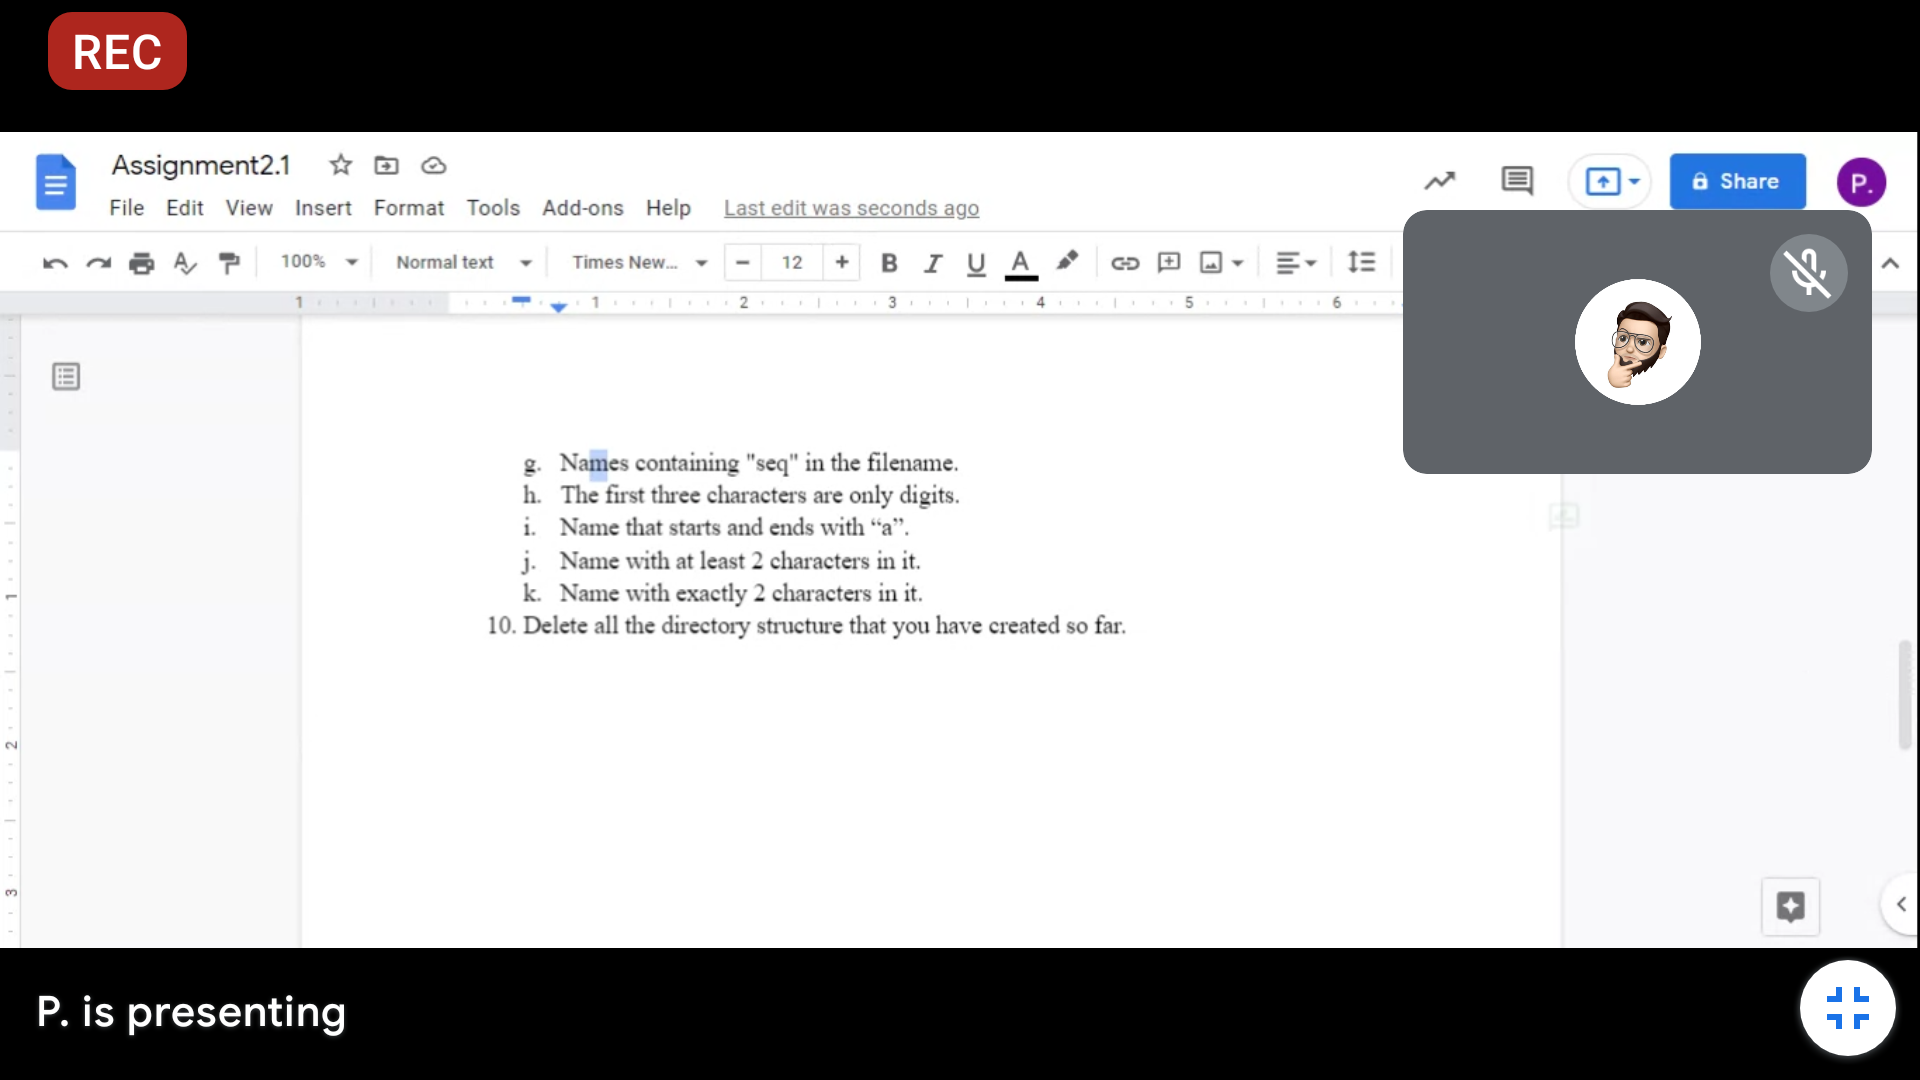 REC
Assignment2.1
File Edit View Insert Format Tools Add-ons Help Last edit was seconds ago
Share
P.
100% Normal text Times New... 12 B I U A
1 1 2 3 4 5 6
g. Names containing "seq" in the filename.
h. The first three characters are only digits.
i. Name that starts and ends with “a”.
j. Name with at least 2 characters in it.
k. Name with exactly 2 characters in it.
10. Delete all the directory structure that you have created so far.
1
2
3
P. is presenting